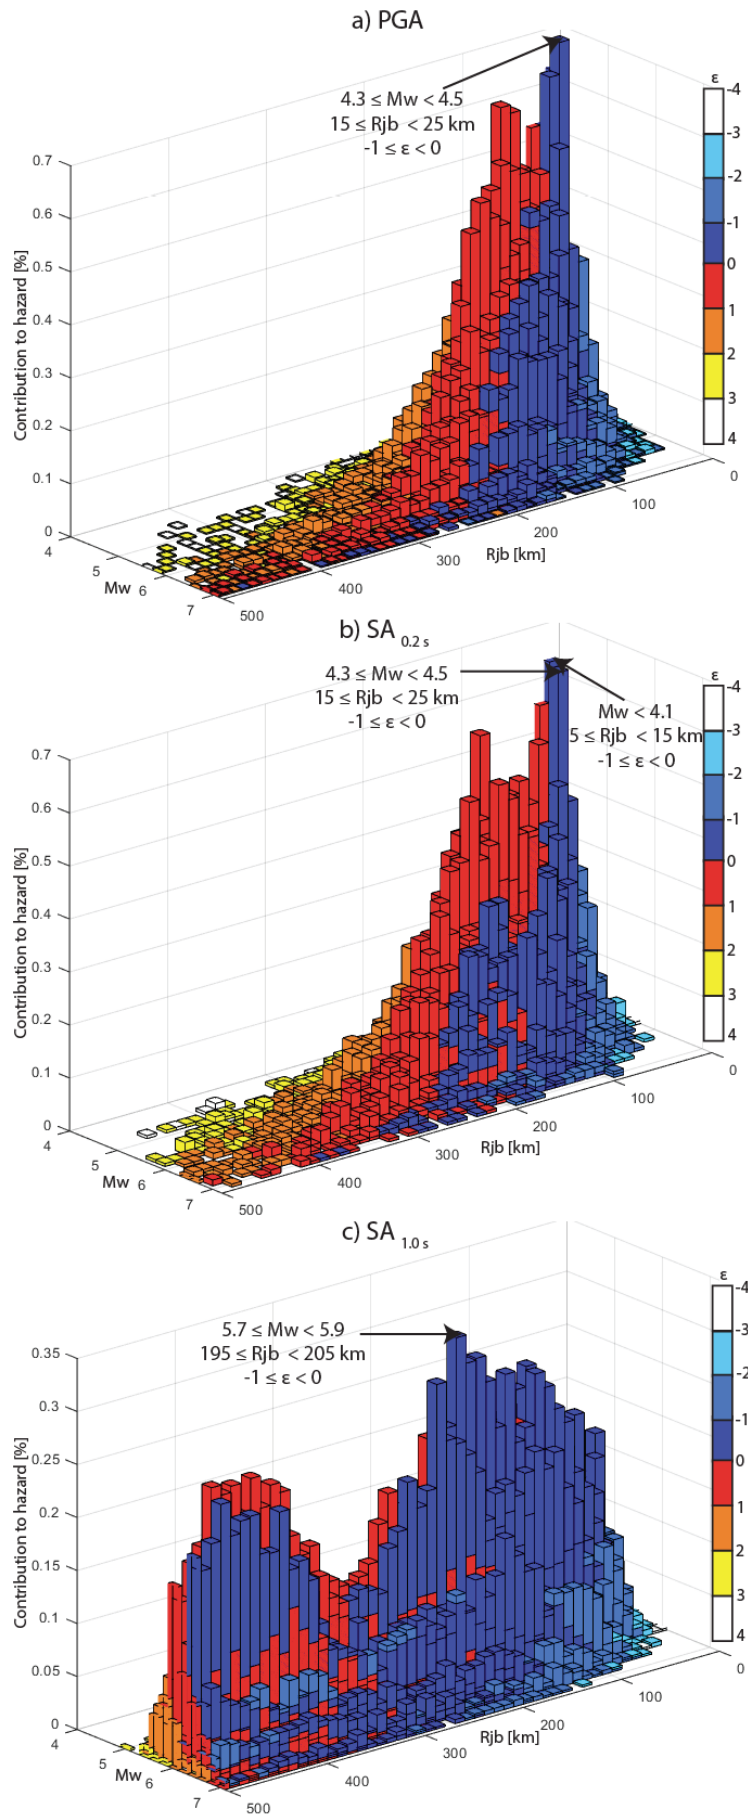 a) PGA
4.3 ≤ Mw < 4.5
15 ≤ Rjb < 25 km
-1 ≤ ε < 0
ε
-4
-3
-2
-1
0
1
2
3
4
Contribution to hazard [%]
0.7
0.6
0.5
0.4
0.3
0.2
0.1
0
4
5
Mw 6
7
500
400
300
200
100
0
Rjb [km]
b) SA 0.2 s
4.3 ≤ Mw < 4.5
15 ≤ Rjb < 25 km
-1 ≤ ε < 0
Mw < 4.1
5 ≤ Rjb < 15 km
-1 ≤ ε < 0
ε
-4
-3
-2
-1
0
1
2
3
4
Contribution to hazard [%]
0.7
0.6
0.5
0.4
0.3
0.2
0.1
0
4
5
Mw 6
7
500
400
300
200
100
0
Rjb [km]
c) SA 1.0 s
5.7 ≤ Mw < 5.9
195 ≤ Rjb < 205 km
-1 ≤ ε < 0
ε
-4
-3
-2
-1
0
1
2
3
4
Contribution to hazard [%]
0.35
0.3
0.25
0.2
0.15
0.1
0.05
0
4
5
Mw 6
7
500
400
300
200
100
0
Rjb [km]